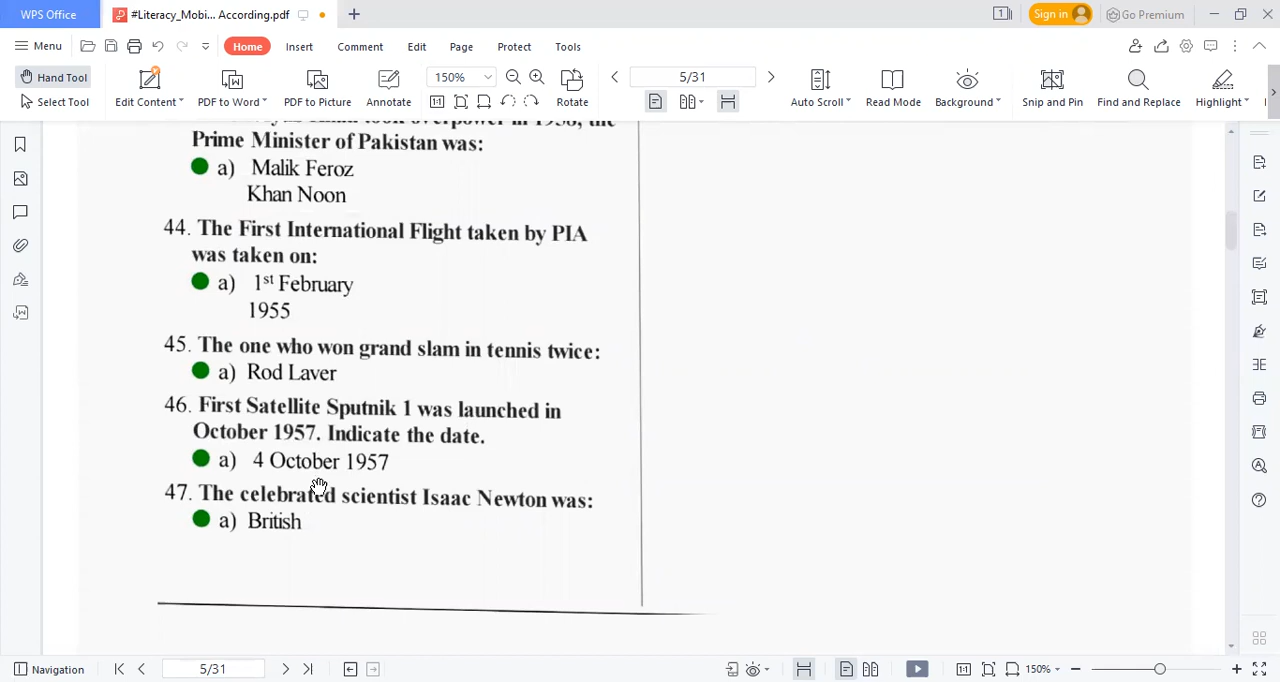 WPS Office
#Literacy_Mobi... According.pdf
Sign in
Go Premium
Menu
Home
Insert
Comment
Edit
Page
Protect
Tools
Hand Tool
Select Tool
Edit Content
PDF to Word
PDF to Picture
Annotate
150%
Rotate
5/31
Auto Scroll
Read Mode
Background
Snip and Pin
Find and Replace
Highlight
Prime Minister of Pakistan was:
a) Malik Feroz
Khan Noon
44. The First International Flight taken by PIA
was taken on:
a) 1st February
1955
45. The one who won grand slam in tennis twice:
a) Rod Laver
46. First Satellite Sputnik 1 was launched in
October 1957. Indicate the date.
a) 4 October 1957
47. The celebrated scientist Isaac Newton was:
a) British
Navigation
5/31
150%